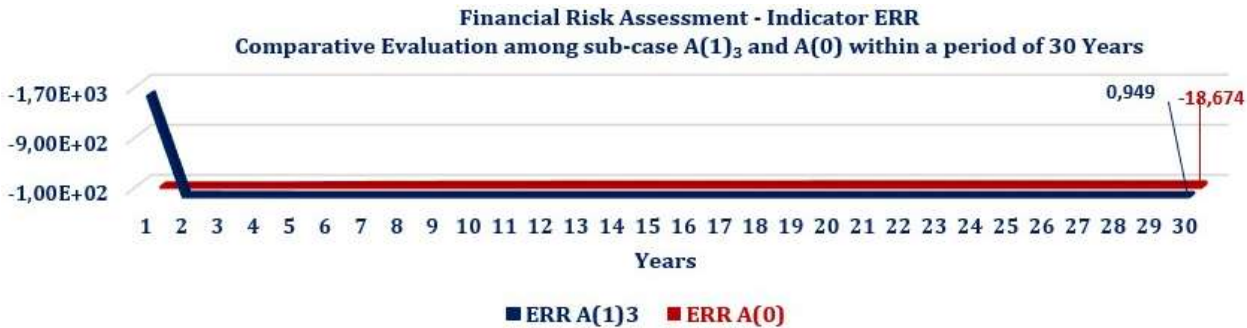 Financial Risk Assessment - Indicator ERR
Comparative Evaluation among sub-case A(1)₃ and A(0) within a period of 30 Years
-1,70E+03
-9,00E+02
-1,00E+02
0,949
-18,674
1 2 3 4 5 6 7 8 9 10 11 12 13 14 15 16 17 18 19 20 21 22 23 24 25 26 27 28 29 30
Years
ERR A(1)3 ERR A(0)